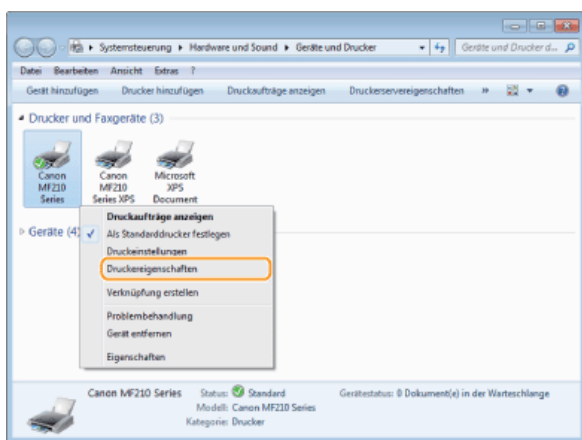 ▸ Systemsteuerung ▸ Hardware und Sound ▸ Geräte und Drucker
Geräte und Drucker d...
Datei Bearbeiten Ansicht Extras ?
Gerät hinzufügen Drucker hinzufügen Druckaufträge anzeigen Druckerservereigenschaften »
Drucker und Faxgeräte (3)
Canon MF210 Series
Canon MF210 Series XPS
Microsoft XPS Document
Geräte (4)
Druckaufträge anzeigen
Als Standarddrucker festlegen
Druckeinstellungen
Druckereigenschaften
Verknüpfung erstellen
Problembehandlung
Gerät entfernen
Eigenschaften
Canon MF210 Series Status: Standard Gerätestatus: 0 Dokument(e) in der Warteschlange
Modell: Canon MF210 Series
Kategorie: Drucker